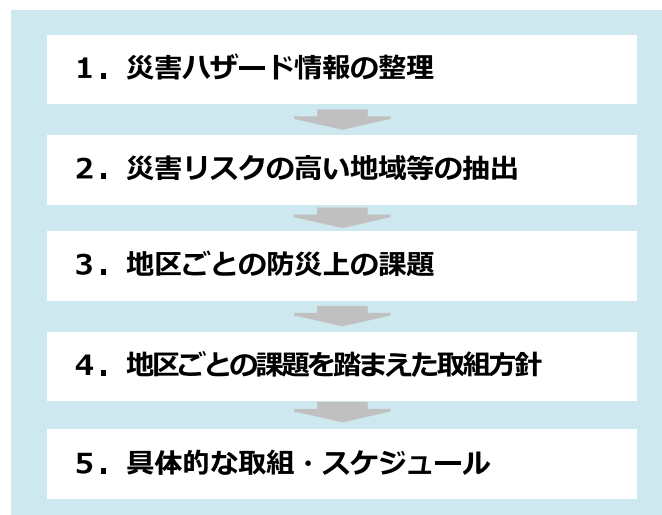 １．災害ハザード情報の整理
２．災害リスクの高い地域等の抽出
３．地区ごとの防災上の課題
４．地区ごとの課題を踏まえた取組方針
５．具体的な取組・スケジュール